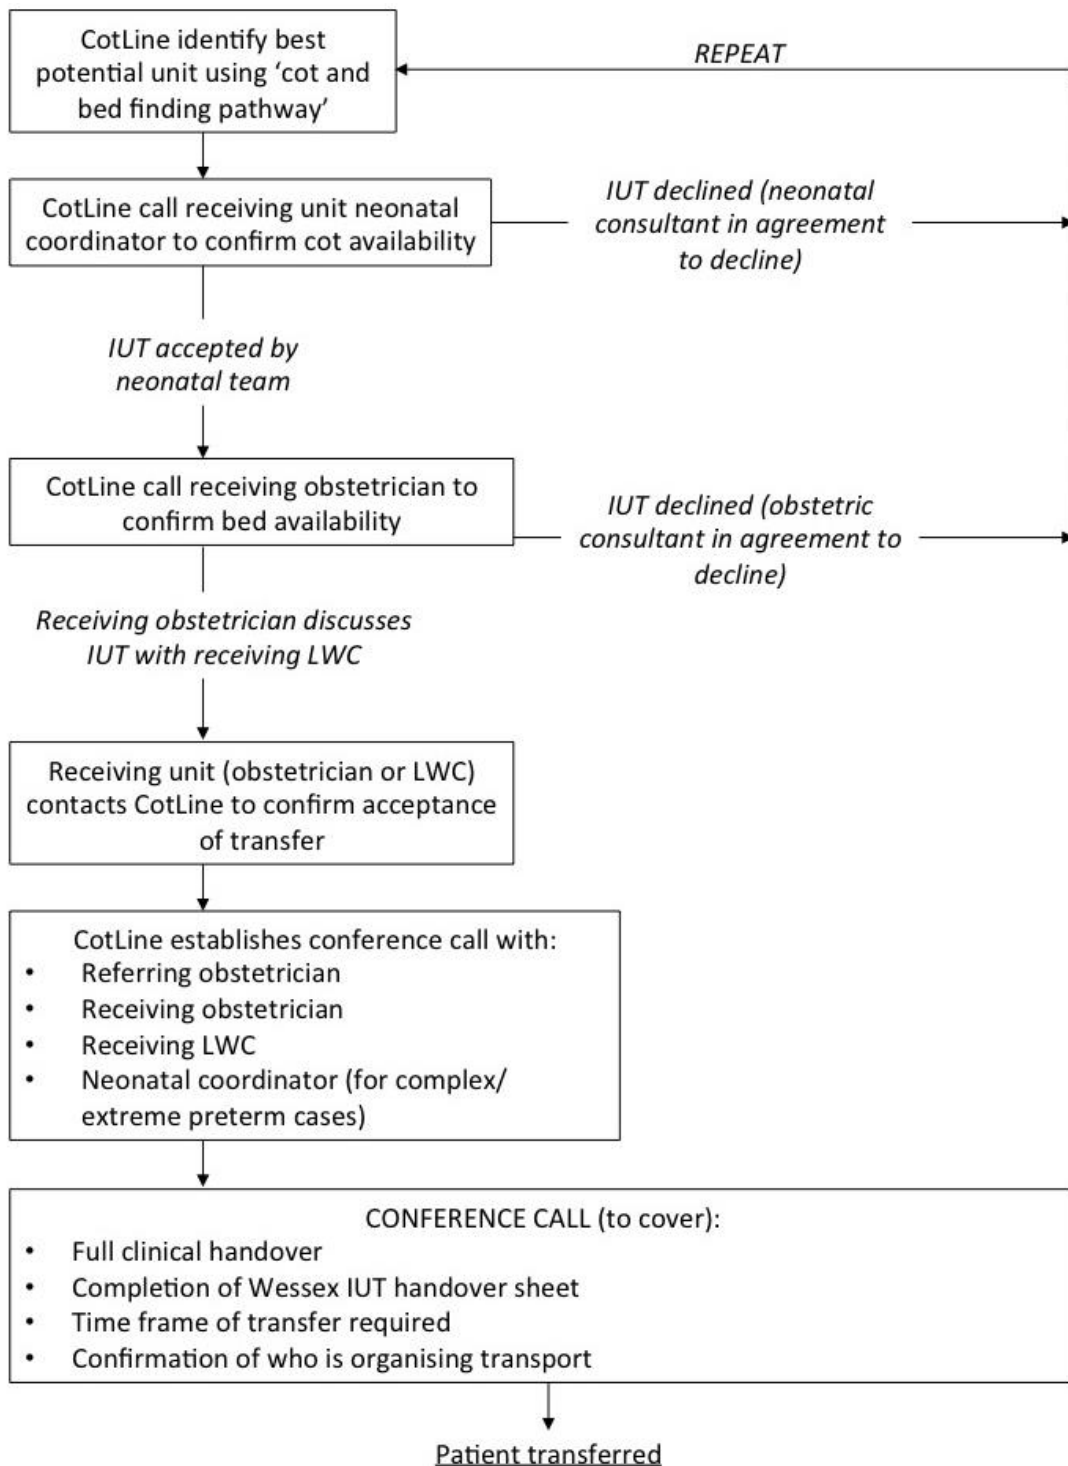 CotLine identify best
potential unit using ‘cot and
bed finding pathway’
REPEAT
CotLine call receiving unit neonatal
coordinator to confirm cot availability
IUT declined (neonatal
consultant in agreement
to decline)
IUT accepted by
neonatal team
CotLine call receiving obstetrician to
confirm bed availability
IUT declined (obstetric
consultant in agreement to
decline)
Receiving obstetrician discusses
IUT with receiving LWC
Receiving unit (obstetrician or LWC)
contacts CotLine to confirm acceptance
of transfer
CotLine establishes conference call with:
• Referring obstetrician
• Receiving obstetrician
• Receiving LWC
• Neonatal coordinator (for complex/
extreme preterm cases)
CONFERENCE CALL (to cover):
• Full clinical handover
• Completion of Wessex IUT handover sheet
• Time frame of transfer required
• Confirmation of who is organising transport
Patient transferred